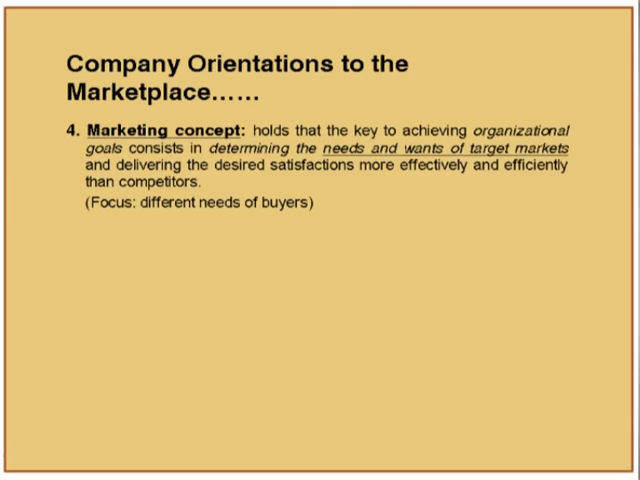 Company Orientations to the
Marketplace……
4. Marketing concept: holds that the key to achieving organizational
goals consists in determining the needs and wants of target markets
and delivering the desired satisfactions more effectively and efficiently
than competitors.
(Focus: different needs of buyers)